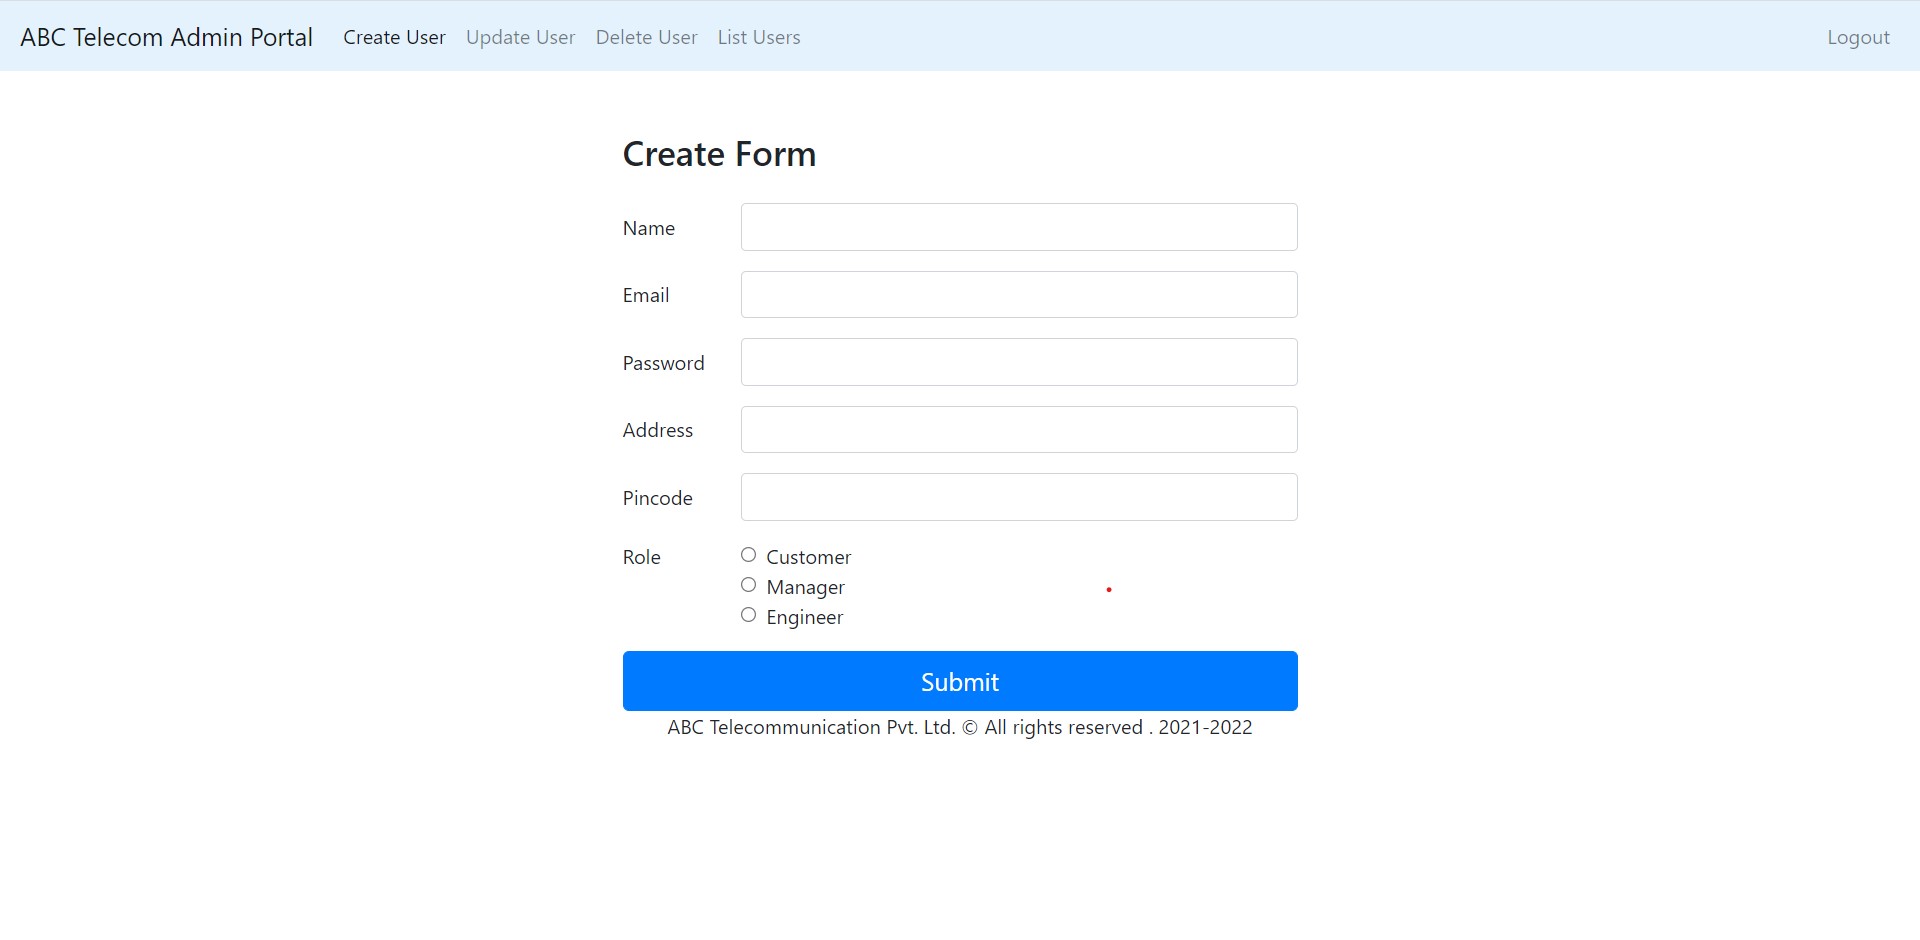 ABC Telecom Admin Portal Create User Update User Delete User List Users Logout
Create Form
Name
Email
Password
Address
Pincode
Role Customer
Manager
Engineer
Submit
ABC Telecommunication Pvt. Ltd. © All rights reserved . 2021-2022